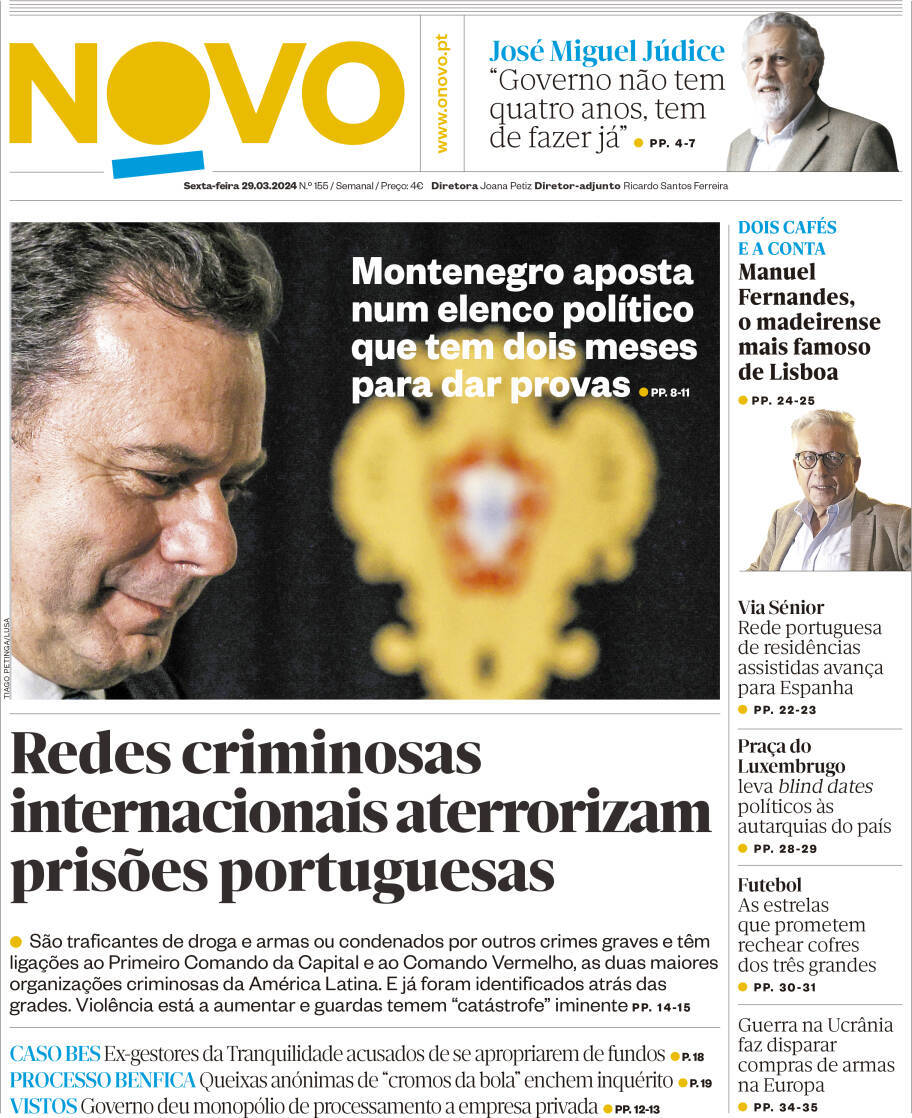 NOVO
www.onovo.pt
José Miguel Júdice
“Governo não tem
quatro anos, tem
de fazer já” ● PP. 4-7
Sexta-feira 29.03.2024 N.º 155 / Semanal / Preço: 4€ Diretora Joana Petiz Diretor-adjunto Ricardo Santos Ferreira
Montenegro aposta
num elenco político
que tem dois meses
para dar provas ● PP. 8-11
TIAGO PETINGA/LUSA
Redes criminosas
internacionais aterrorizam
prisões portuguesas
● São traficantes de droga e armas ou condenados por outros crimes graves e têm
ligações ao Primeiro Comando da Capital e ao Comando Vermelho, as duas maiores
organizações criminosas da América Latina. E já foram identificados atrás das
grades. Violência está a aumentar e guardas temem “catástrofe” iminente PP. 14-15
CASO BES Ex-gestores da Tranquilidade acusados de se apropriarem de fundos ● P. 18
PROCESSO BENFICA Queixas anónimas de “cromos da bola” enchem inquérito ● P. 19
VISTOS Governo deu monopólio de processamento a empresa privada ● PP. 12-13
DOIS CAFÉS
E A CONTA
Manuel
Fernandes,
o madeirense
mais famoso
de Lisboa
● PP. 24-25
Via Sénior
Rede portuguesa
de residências
assistidas avança
para Espanha
● PP. 22-23
Praça do
Luxembrugo
leva blind dates
políticos às
autarquias do país
● PP. 28-29
Futebol
As estrelas
que prometem
rechear cofres
dos três grandes
● PP. 30-31
Guerra na Ucrânia
faz disparar
compras de armas
na Europa
● PP. 34-35